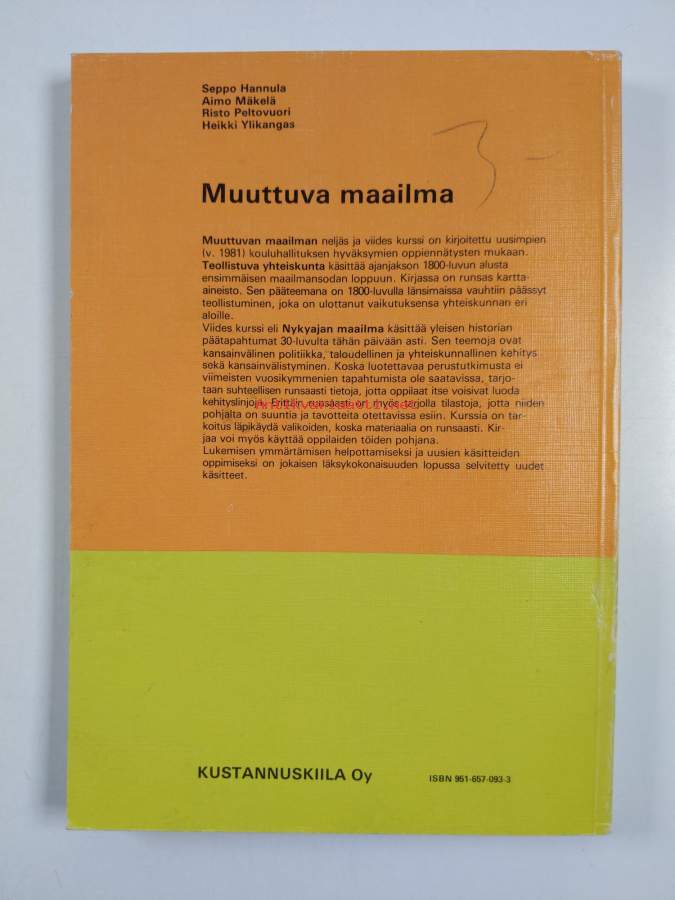 Seppo Hannula
Aimo Mäkelä
Risto Peltovuori
Heikki Ylikangas
3-
Muuttuva maailma
Muuttuvan maailman neljäs ja viides kurssi on kirjoitettu uusimpien
(v. 1981) kouluhallituksen hyväksymien oppiennätysten mukaan.
Teollistuva yhteiskunta käsittää ajanjakson 1800-luvun alusta
ensimmäisen maailmansodan loppuun. Kirjassa on runsas kartta-
aineisto. Sen pääteemana on 1800-luvulla länsimaissa vauhtiin päässyt
teollistuminen, joka on ulottanut vaikutuksensa yhteiskunnan eri
aloille.
Viides kurssi eli Nykyajan maailma käsittää yleisen historian
päätapahtumat 30-luvulta tähän päivään asti. Sen teemoja ovat
kansainvälinen politiikka, taloudellinen ja yhteiskunnallinen kehitys
sekä kansainvälistyminen. Koska luotettavaa perustutkimusta ei
viimeisten vuosikymmenien tapahtumista ole saatavissa, tarjo-
taan suhteellisen runsaasti tietoja, jotta oppilaat itse voisivat luoda
kehityslinjoja. Erittäin runsaasti on myös tarjolla tilastoja, jotta niiden
pohjalta on suuntia ja tavotteita otettavissa esiin. Kurssia on tar-
koitus läpikäydä valikoiden, koska materiaalia on runsaasti. Kir-
jaa voi myös käyttää oppilaiden töiden pohjana.
Lukemisen ymmärtämisen helpottamiseksi ja uusien käsitteiden
oppimiseksi on jokaisen läksykokonaisuuden lopussa selvitetty uudet
käsitteet.
KUSTANNUSKIILA Oy
ISBN 951-657-093-3